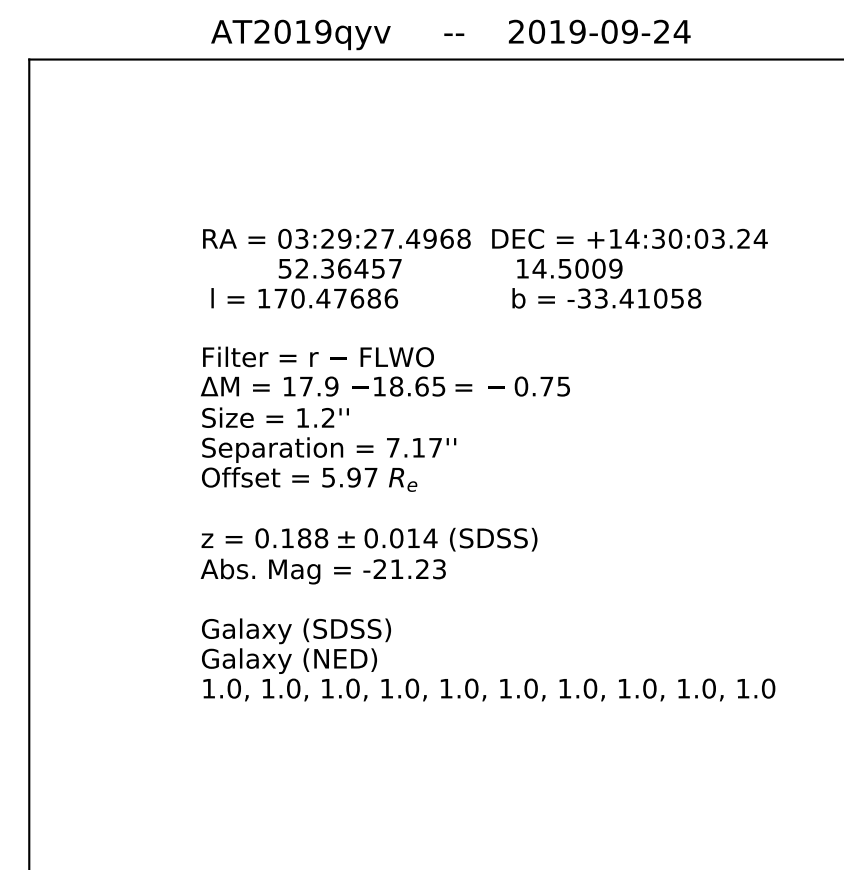 AT2019qyv -- 2019-09-24
RA = 03:29:27.4968 DEC = +14:30:03.24
52.36457 14.5009
l = 170.47686 b = -33.41058
Filter = r − FLWO
ΔM = 17.9 −18.65 = − 0.75
Size = 1.2''
Separation = 7.17''
Offset = 5.97 Re
z = 0.188 ± 0.014 (SDSS)
Abs. Mag = -21.23
Galaxy (SDSS)
Galaxy (NED)
1.0, 1.0, 1.0, 1.0, 1.0, 1.0, 1.0, 1.0, 1.0, 1.0